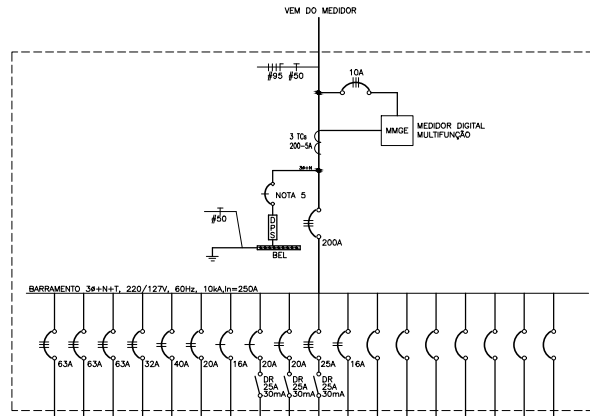 VEM DO MEDIDOR
#95 #50
10A
MMGE
MEDIDOR DIGITAL
MULTIFUNÇÃO
3 TCs
200-5A
3ø+N
NOTA 5
#50
DPS
BEL
200A
BARRAMENTO 3ø+N+T, 220/127V, 60Hz, 10kA,In=250A
63A 63A 63A 32A 40A 20A 16A 20A 20A 25A 16A
DR DR DR
25A 25A 25A
30mA 30mA 30mA